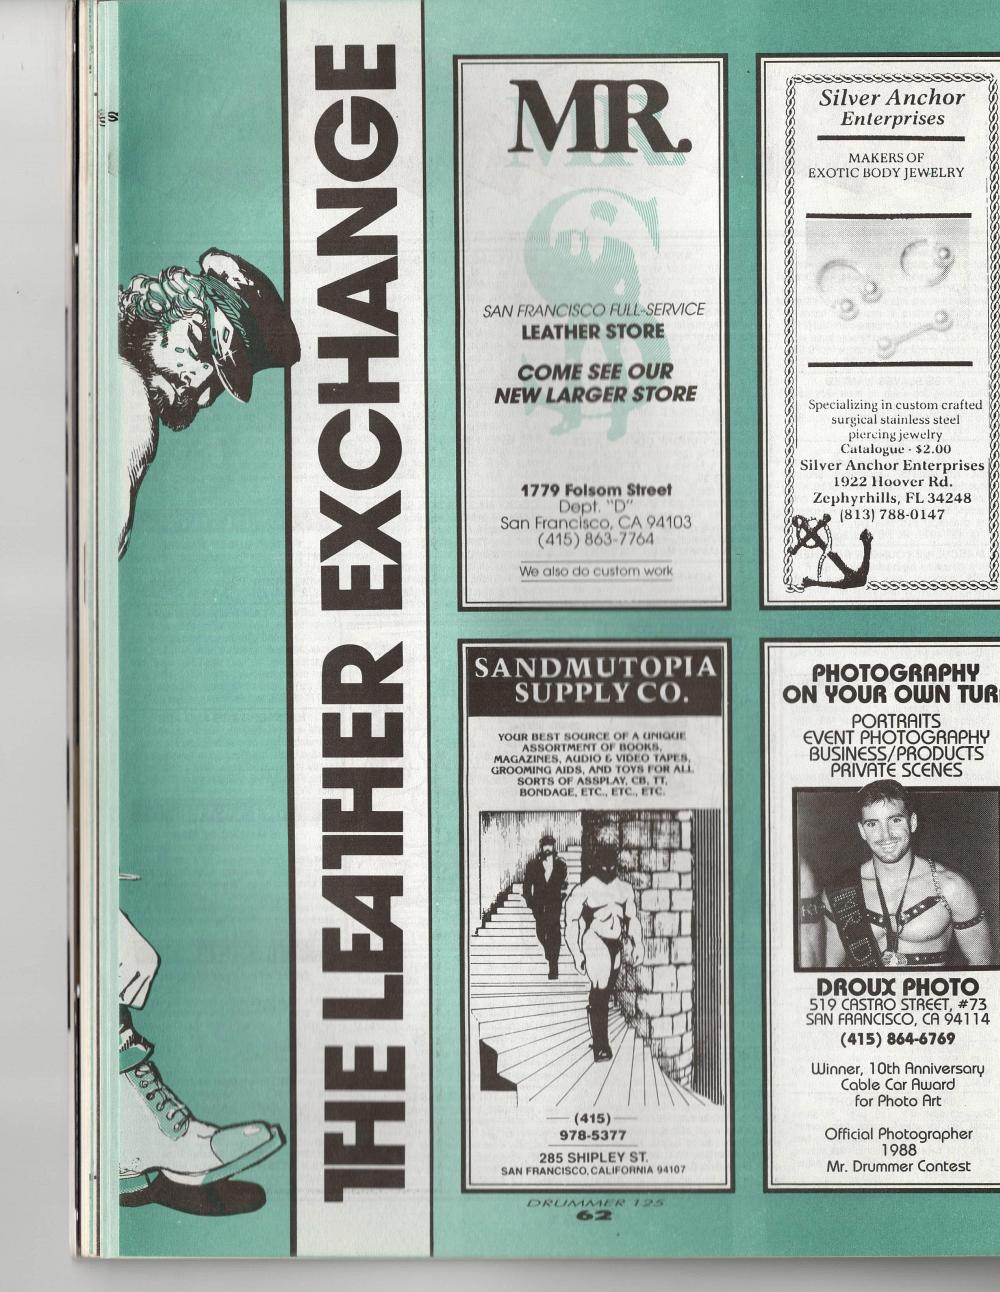 THE LEATHER EXCHANGE
MR.
S
SAN FRANCISCO FULL-SERVICE
LEATHER STORE
COME SEE OUR
NEW LARGER STORE
1779 Folsom Street
Dept. "D"
San Francisco, CA 94103
(415) 863-7764
We also do custom work
Silver Anchor
Enterprises
MAKERS OF
EXOTIC BODY JEWELRY
Specializing in custom crafted
surgical stainless steel
piercing jewelry
Catalogue - $2.00
Silver Anchor Enterprises
1922 Hoover Rd.
Zephyrhills, FL 34248
(813) 788-0147
SANDMUTOPIA
SUPPLY CO.
YOUR BEST SOURCE OF A UNIQUE
ASSORTMENT OF BOOKS,
MAGAZINES, AUDIO & VIDEO TAPES,
GROOMING AIDS, AND TOYS FOR ALL
SORTS OF ASSPLAY, CB, TT,
BONDAGE, ETC., ETC., ETC.
(415)
978-5377
285 SHIPLEY ST.
SAN FRANCISCO, CALIFORNIA 94107
PHOTOGRAPHY
ON YOUR OWN TUR
PORTRAITS
EVENT PHOTOGRAPHY
BUSINESS/PRODUCTS
PRIVATE SCENES
MR DR
DROUX PHOTO
519 CASTRO STREET, #73
SAN FRANCISCO, CA 94114
(415) 864-6769
Winner, 10th Anniversary
Cable Car Award
for Photo Art
Official Photographer
1988
Mr. Drummer Contest
DRUMMER 125
62